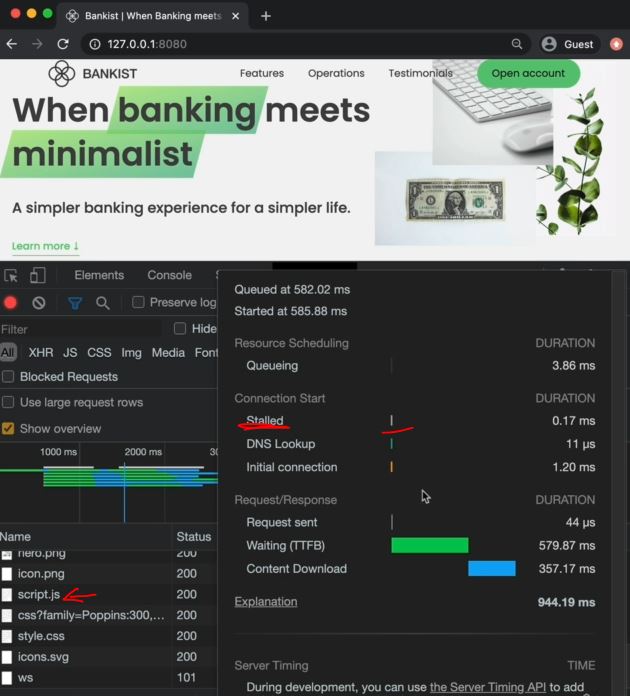 Bankist | When Banking meets
127.0.0.1:8080
Guest
BANKIST
Features
Operations
Testimonials
Open account
When banking meets
minimalist
A simpler banking experience for a simpler life.
Learn more ↓
Elements
Console
Preserve log
Filter
Hide
All
XHR
JS
CSS
Img
Media
Font
Blocked Requests
Use large request rows
Show overview
1000 ms
2000 ms
Name
Status
hero.png
200
icon.png
200
script.js
200
css?family=Poppins:300,...
200
style.css
200
icons.svg
200
ws
101
Queued at 582.02 ms
Started at 585.88 ms
Resource Scheduling
DURATION
Queueing
3.86 ms
Connection Start
DURATION
Stalled
0.17 ms
DNS Lookup
11 μs
Initial connection
1.20 ms
Request/Response
DURATION
Request sent
44 μs
Waiting (TTFB)
579.87 ms
Content Download
357.17 ms
Explanation
944.19 ms
Server Timing
TIME
During development, you can use the Server Timing API to add